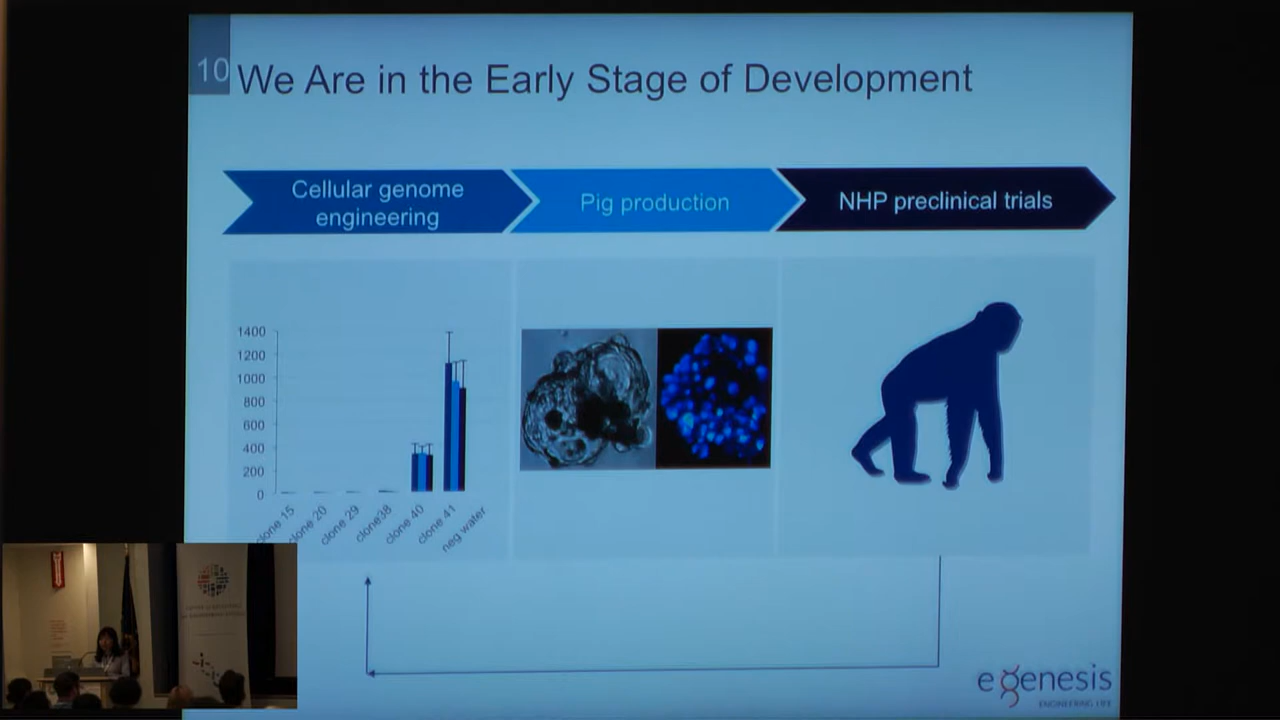 10
We Are in the Early Stage of Development
Cellular genome
engineering
Pig production
NHP preclinical trials
1400
1200
1000
800
600
400
200
0
clone 15
clone 20
clone 29
clone38
clone 40
clone 41
neg water
egenesis
ENGINEERING LIFE